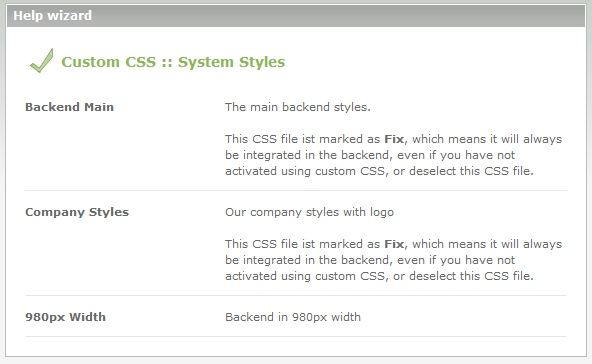 Help wizard
Custom CSS :: System Styles
Backend Main
The main backend styles.
This CSS file ist marked as Fix, which means it will always
be integrated in the backend, even if you have not
activated using custom CSS, or deselect this CSS file.
Company Styles
Our company styles with logo
This CSS file ist marked as Fix, which means it will always
be integrated in the backend, even if you have not
activated using custom CSS, or deselect this CSS file.
980px Width
Backend in 980px width